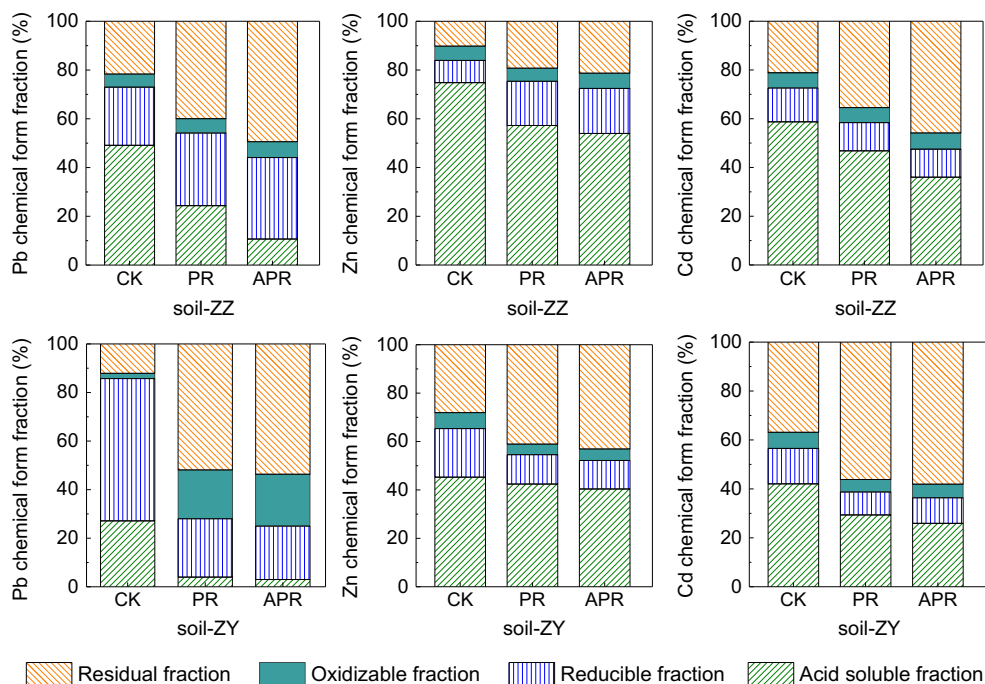 Pb chemical form fraction (%)
100
80
60
40
20
0
CK PR APR
soil-ZZ
Zn chemical form fraction (%)
100
80
60
40
20
0
CK PR APR
soil-ZZ
Cd chemical form fraction (%)
100
80
60
40
20
0
CK PR APR
soil-ZZ
Pb chemical form fraction (%)
100
80
60
40
20
0
CK PR APR
soil-ZY
Zn chemical form fraction (%)
100
80
60
40
20
0
CK PR APR
soil-ZY
Cd chemical form fraction (%)
100
80
60
40
20
0
CK PR APR
soil-ZY
Residual fraction Oxidizable fraction Reducible fraction Acid soluble fraction